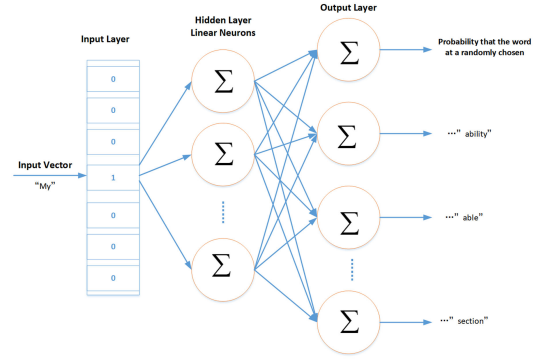 Output Layer
Hidden Layer
Linear Neurons
Input Layer
Probability that the word
at a randomly chosen
0
0
0
1
0
0
0
Input Vector
“My”
Σ
Σ
Σ
Σ
Σ
Σ
Σ
…” ability”
…” able”
…” section”